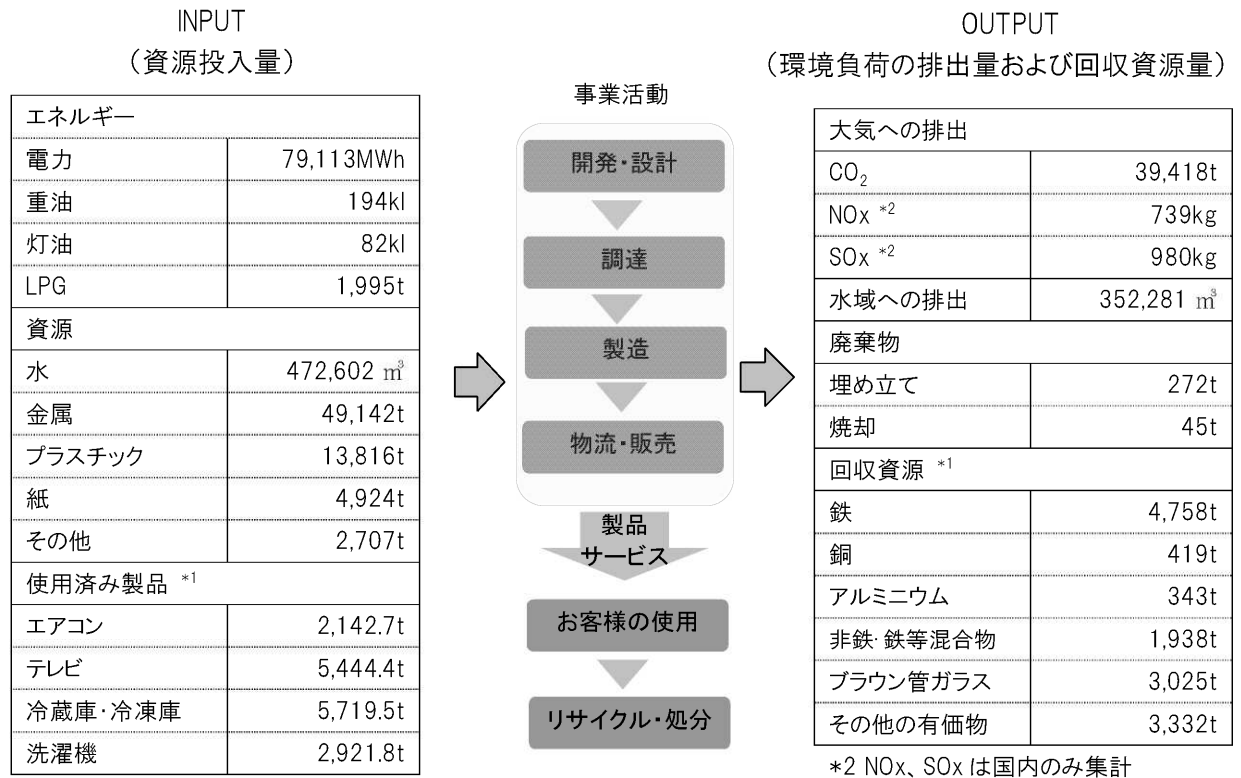 INPUT
（資源投入量）
エネルギー
電力 79,113MWh
重油 194kl
灯油 82kl
LPG 1,995t
資源
水 472,602 ㎥
金属 49,142t
プラスチック 13,816t
紙 4,924t
その他 2,707t
使用済み製品 *1
エアコン 2,142.7t
テレビ 5,444.4t
冷蔵庫･冷凍庫 5,719.5t
洗濯機 2,921.8t
事業活動
開発･設計
調達
製造
物流･販売
製品
サービス
お客様の使用
リサイクル･処分
OUTPUT
（環境負荷の排出量および回収資源量）
大気への排出
CO₂ 39,418t
NOx *2 739kg
SOx *2 980kg
水域への排出 352,281 ㎥
廃棄物
埋め立て 272t
焼却 45t
回収資源 *1
鉄 4,758t
銅 419t
アルミニウム 343t
非鉄･鉄等混合物 1,938t
ブラウン管ガラス 3,025t
その他の有価物 3,332t
*2 NOx、SOx は国内のみ集計